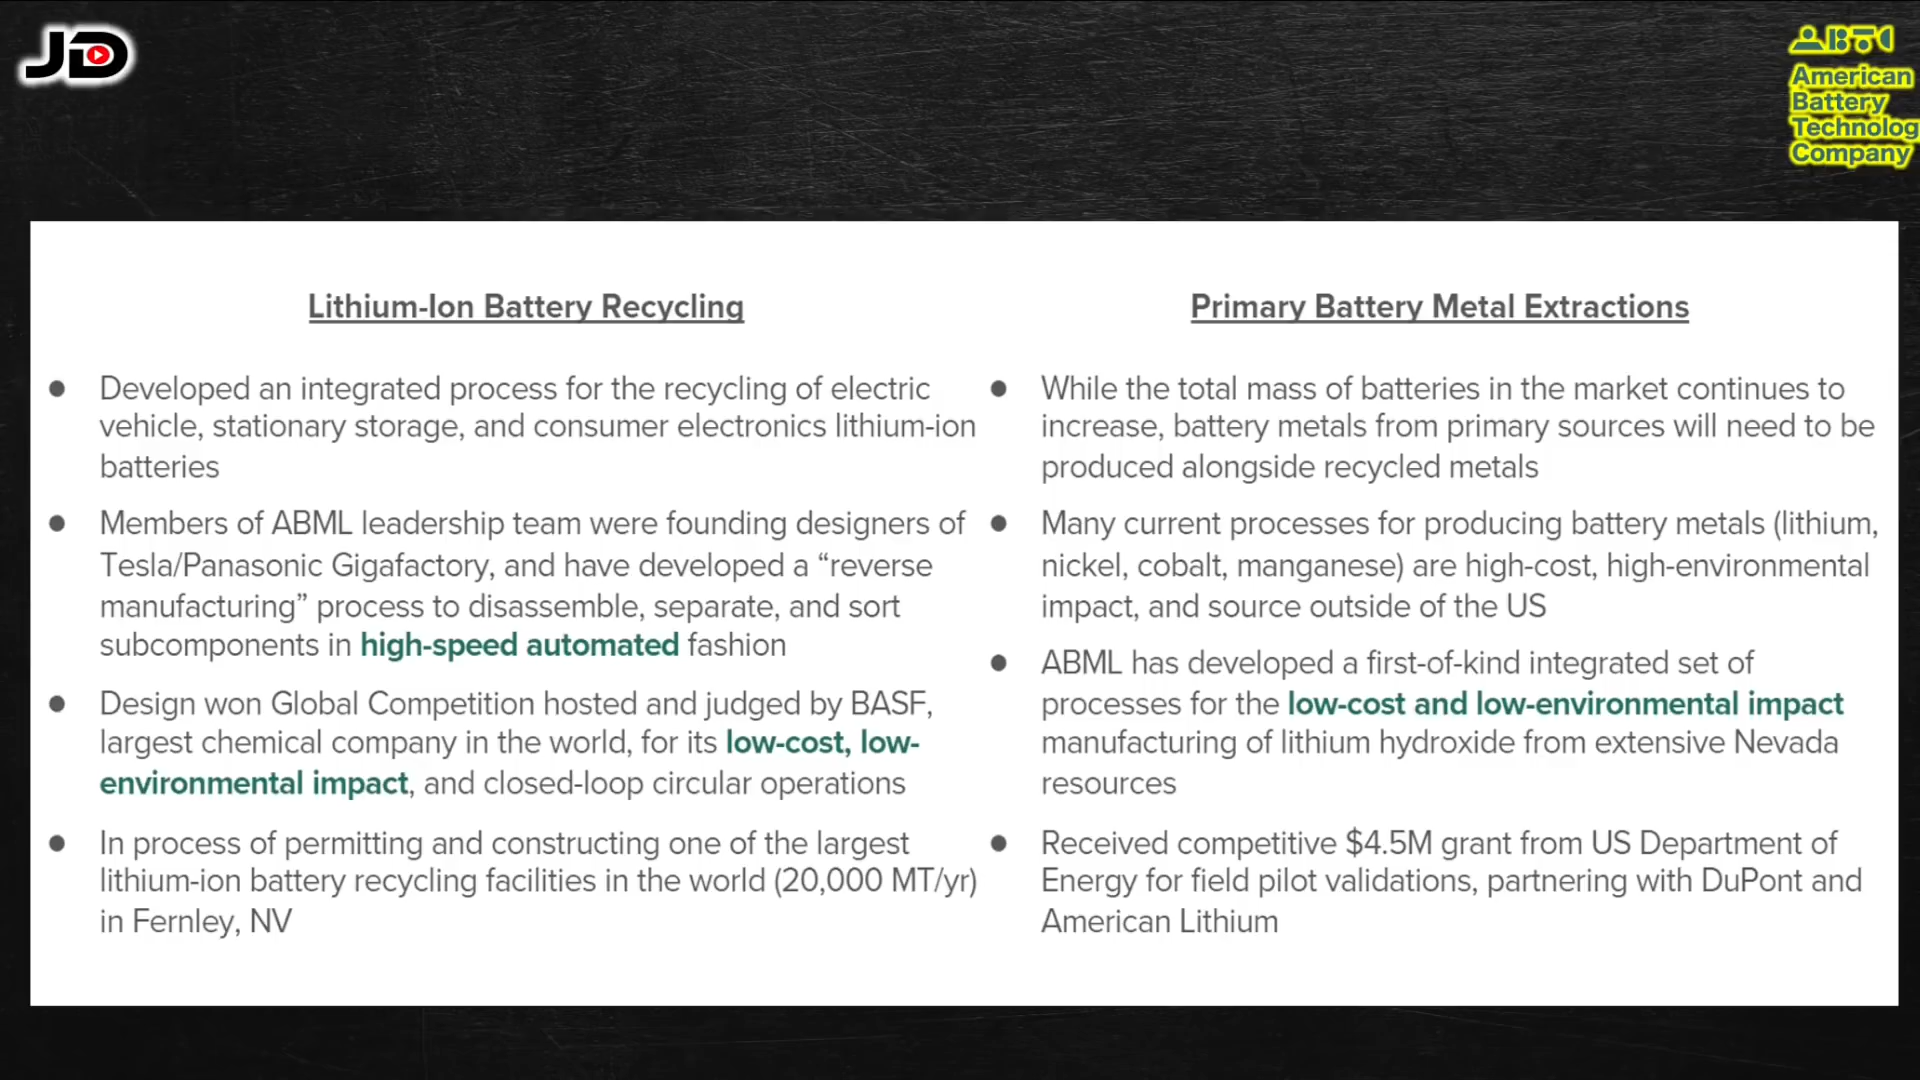 JD
ABTC
American
Battery
Technolog
Company
Lithium-Ion Battery Recycling
● Developed an integrated process for the recycling of electric
vehicle, stationary storage, and consumer electronics lithium-ion
batteries
● Members of ABML leadership team were founding designers of
Tesla/Panasonic Gigafactory, and have developed a “reverse
manufacturing” process to disassemble, separate, and sort
subcomponents in high-speed automated fashion
● Design won Global Competition hosted and judged by BASF,
largest chemical company in the world, for its low-cost, low-
environmental impact, and closed-loop circular operations
● In process of permitting and constructing one of the largest
lithium-ion battery recycling facilities in the world (20,000 MT/yr)
in Fernley, NV
Primary Battery Metal Extractions
● While the total mass of batteries in the market continues to
increase, battery metals from primary sources will need to be
produced alongside recycled metals
● Many current processes for producing battery metals (lithium,
nickel, cobalt, manganese) are high-cost, high-environmental
impact, and source outside of the US
● ABML has developed a first-of-kind integrated set of
processes for the low-cost and low-environmental impact
manufacturing of lithium hydroxide from extensive Nevada
resources
● Received competitive $4.5M grant from US Department of
Energy for field pilot validations, partnering with DuPont and
American Lithium